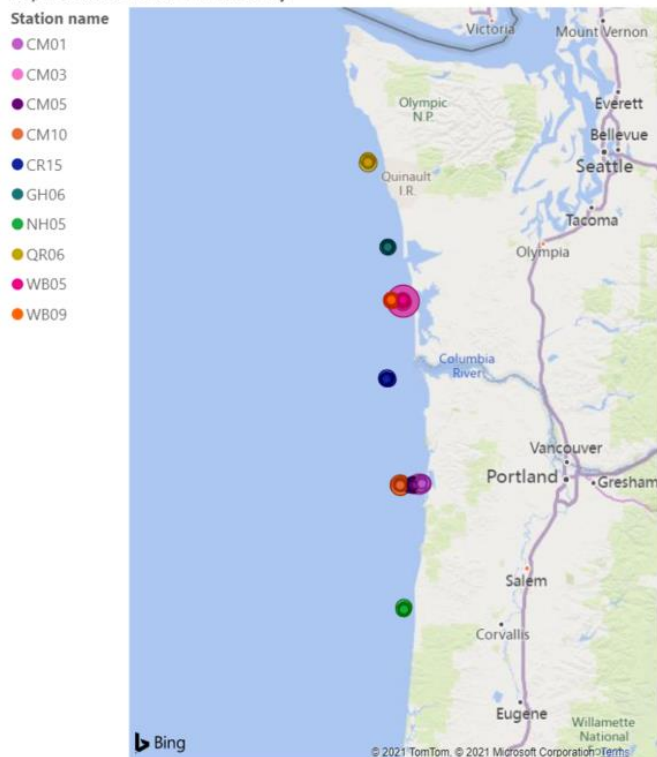 Station name
CM01
CM03
CM05
CM10
CR15
GH06
NH05
QR06
WB05
WB09
Victoria
Mount Vernon
Olympic
N.P.
Everett
Bellevue
Seattle
Quinault
I.R.
Tacoma
Olympia
Columbia
River
Vancouver
Portland
Gresham
Salem
Corvallis
Eugene
Willamette
National
Bing
© 2021 TomTom, © 2021 Microsoft Corporation Terms